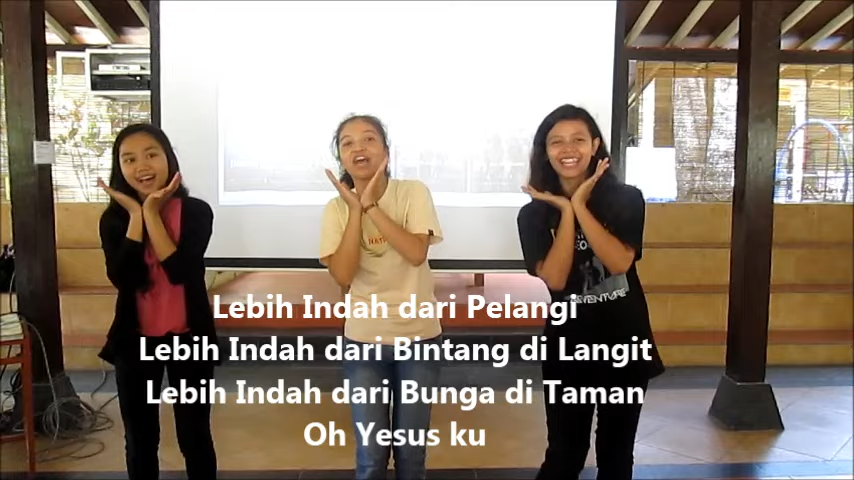 Lebih Indah dari Pelangi
Lebih Indah dari Bintang di Langit
Lebih Indah dari Bunga di Taman
Oh Yesus ku